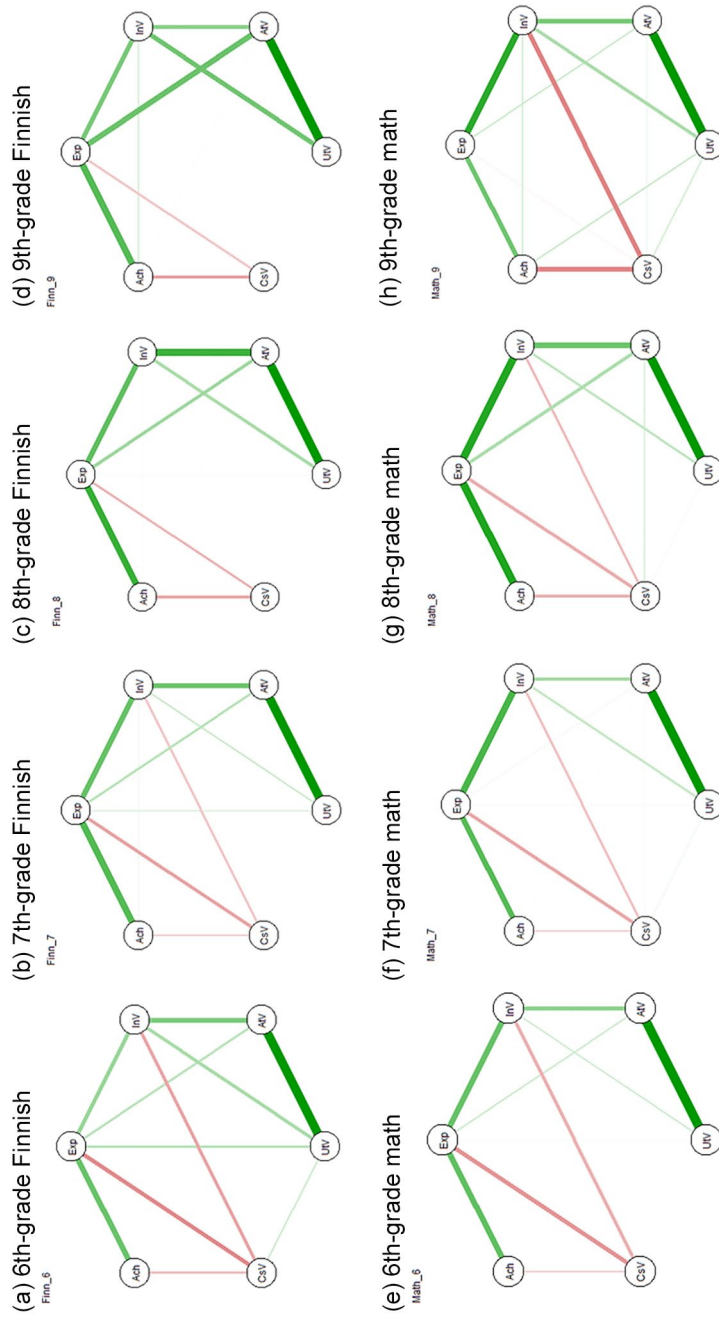 (a) 6th-grade Finnish
Finn_6
Exp
Ach
InV
CsV
AtV
UtV
(b) 7th-grade Finnish
Finn_7
Exp
Ach
InV
CsV
AtV
UtV
(c) 8th-grade Finnish
Finn_8
Exp
Ach
InV
CsV
AtV
UtV
(d) 9th-grade Finnish
Finn_9
Exp
Ach
InV
CsV
AtV
UtV
(e) 6th-grade math
Math_6
Exp
Ach
InV
CsV
AtV
UtV
(f) 7th-grade math
Math_7
Exp
Ach
InV
CsV
AtV
UtV
(g) 8th-grade math
Math_8
Exp
Ach
InV
CsV
AtV
UtV
(h) 9th-grade math
Math_9
Exp
Ach
InV
CsV
AtV
UtV